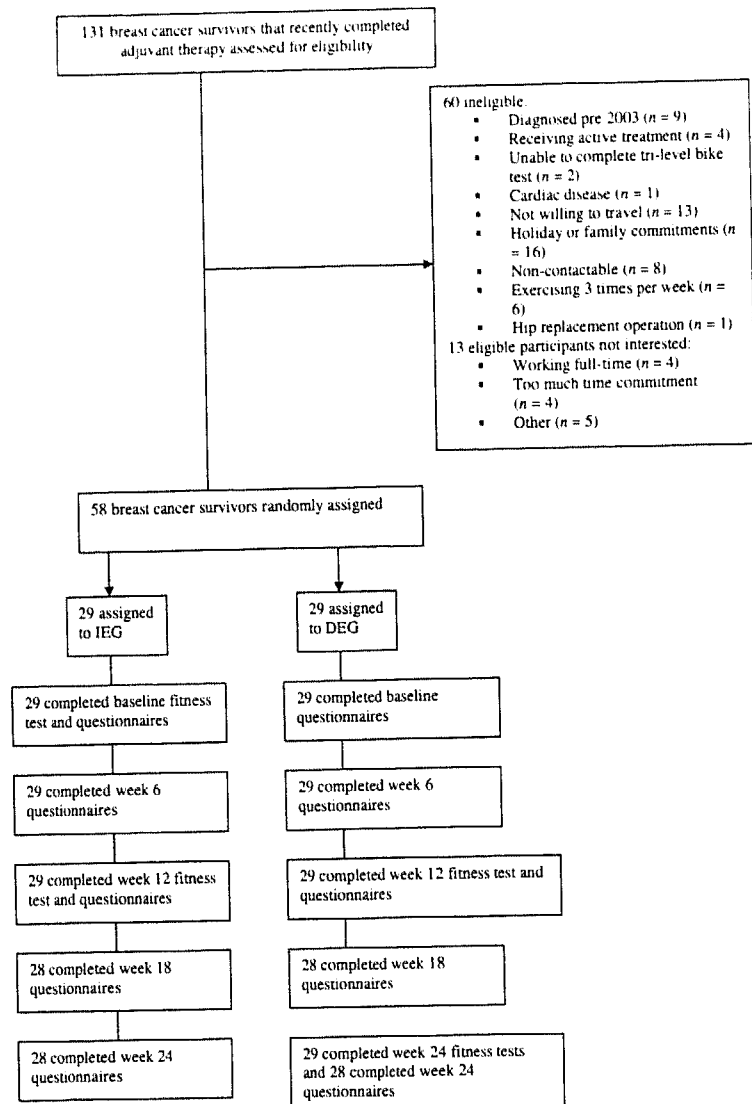 131 breast cancer survivors that recently completed
adjuvant therapy assessed for eligibility
60 ineligible:
▪ Diagnosed pre 2003 (n = 9)
▪ Receiving active treatment (n = 4)
▪ Unable to complete tri-level bike
test (n = 2)
▪ Cardiac disease (n = 1)
▪ Not willing to travel (n = 13)
▪ Holiday or family commitments (n
= 16)
▪ Non-contactable (n = 8)
▪ Exercising 3 times per week (n =
6)
▪ Hip replacement operation (n = 1)
13 eligible participants not interested:
▪ Working full-time (n = 4)
▪ Too much time commitment
(n = 4)
▪ Other (n = 5)
58 breast cancer survivors randomly assigned
29 assigned
to IEG
29 assigned
to DEG
29 completed baseline fitness
test and questionnaires
29 completed baseline
questionnaires
29 completed week 6
questionnaires
29 completed week 6
questionnaires
29 completed week 12 fitness
test and questionnaires
29 completed week 12 fitness test and
questionnaires
28 completed week 18
questionnaires
28 completed week 18
questionnaires
28 completed week 24
questionnaires
29 completed week 24 fitness tests
and 28 completed week 24
questionnaires